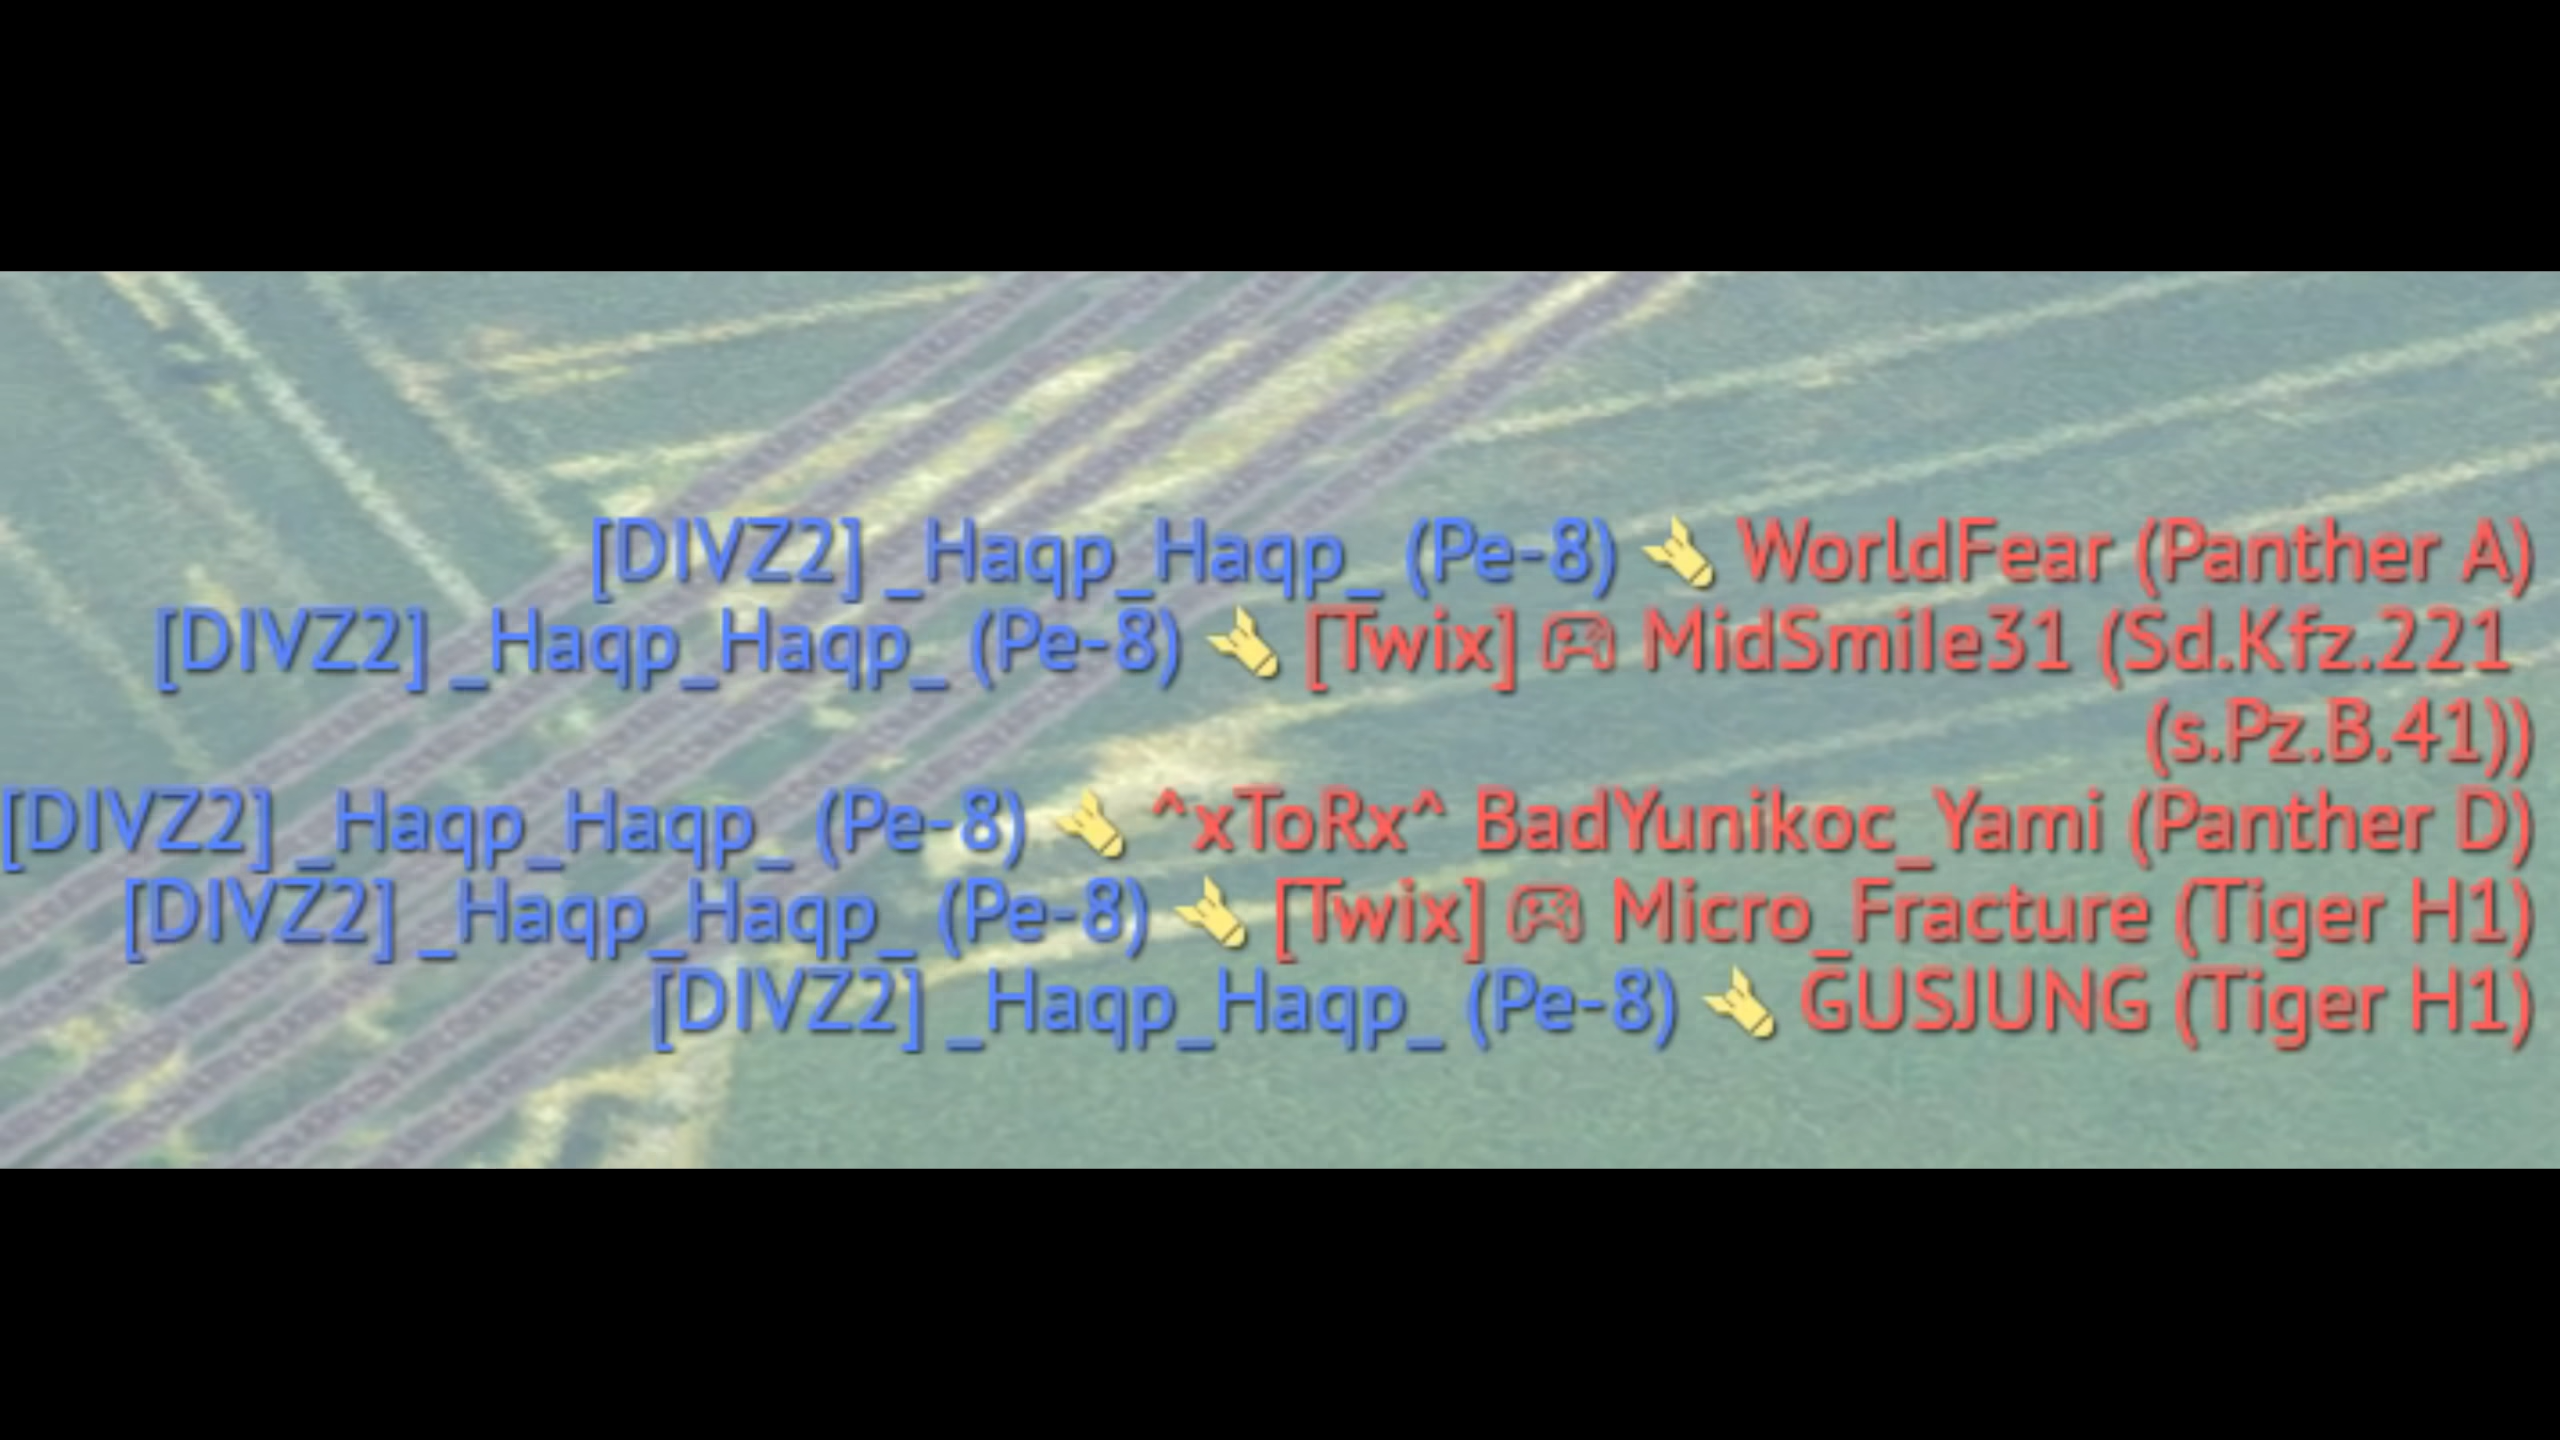 [DIVZ2] _Haqp_Haqp_ (Pe-8) WorldFear (Panther A)
[DIVZ2] _Haqp_Haqp_ (Pe-8) [Twix] MidSmile31 (Sd.Kfz.221
(s.Pz.B.41))
[DIVZ2] _Haqp_Haqp_ (Pe-8) ^xToRx^ BadYunikoc_Yami (Panther D)
[DIVZ2] _Haqp_Haqp_ (Pe-8) [Twix] Micro_Fracture (Tiger H1)
[DIVZ2] _Haqp_Haqp_ (Pe-8) GUSJUNG (Tiger H1)